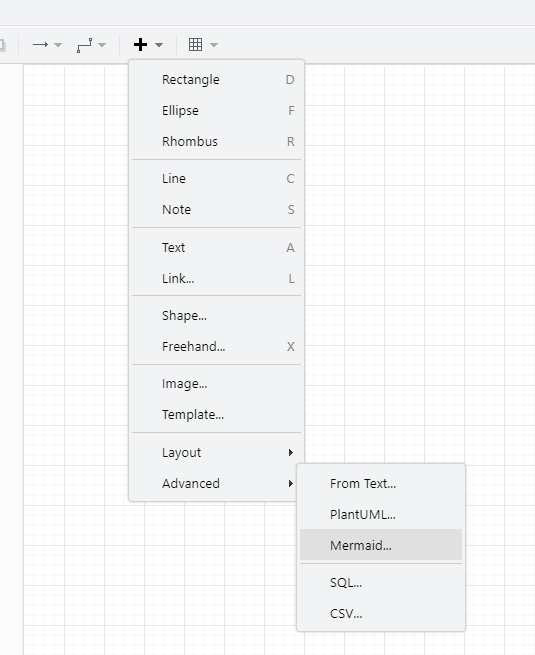 Rectangle D
Ellipse F
Rhombus R
Line C
Note S
Text A
Link... L
Shape...
Freehand... X
Image...
Template...
Layout
Advanced
From Text...
PlantUML...
Mermaid...
SQL...
CSV...